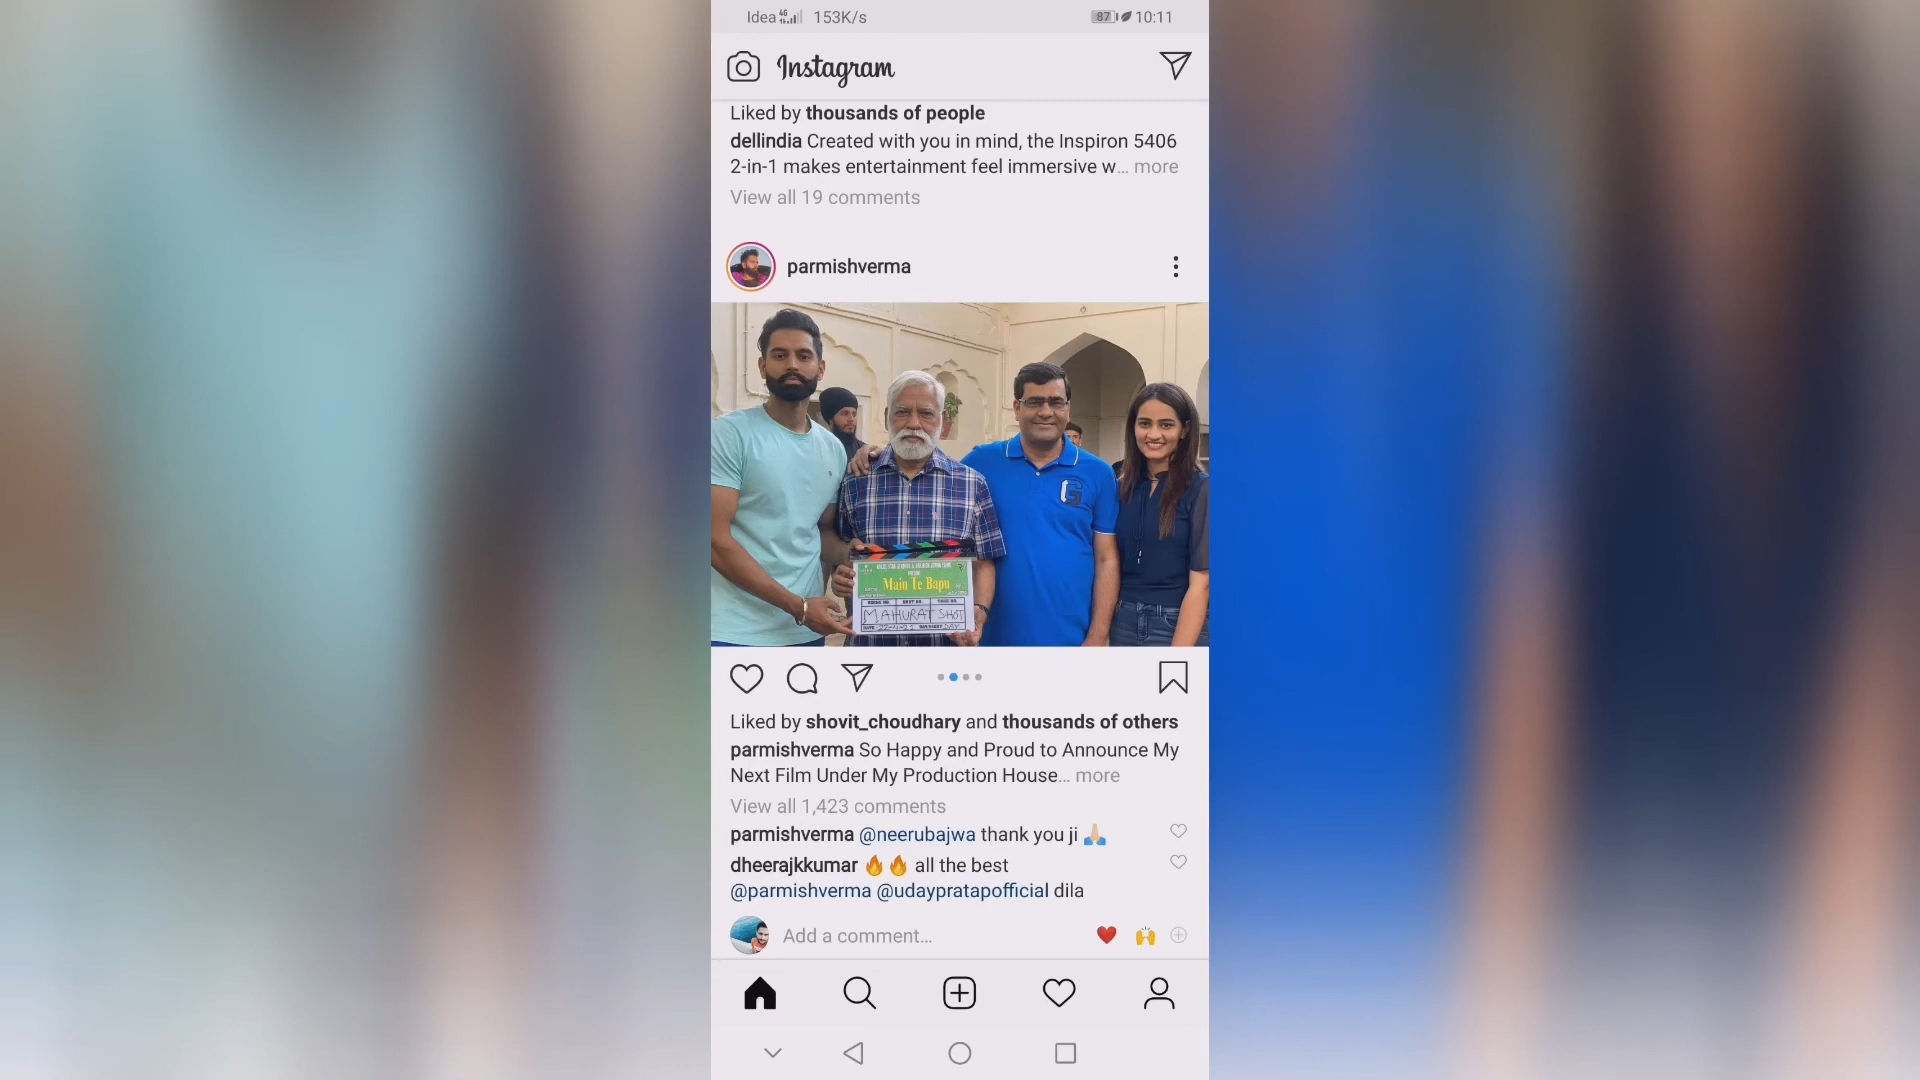 Idea 4G 153K/s 87 10:11
Instagram
Liked by thousands of people
dellindia Created with you in mind, the Inspiron 5406
2-in-1 makes entertainment feel immersive w... more
View all 19 comments
parmishverma
G
Main Te Bapu
MAHURAT SHOT
Liked by shovit_choudhary and thousands of others
parmishverma So Happy and Proud to Announce My
Next Film Under My Production House... more
View all 1,423 comments
parmishverma @neerubajwa thank you ji 🙏
dheerajkkumar 🔥🔥 all the best
@parmishverma @udaypratapofficial dila
Add a comment...